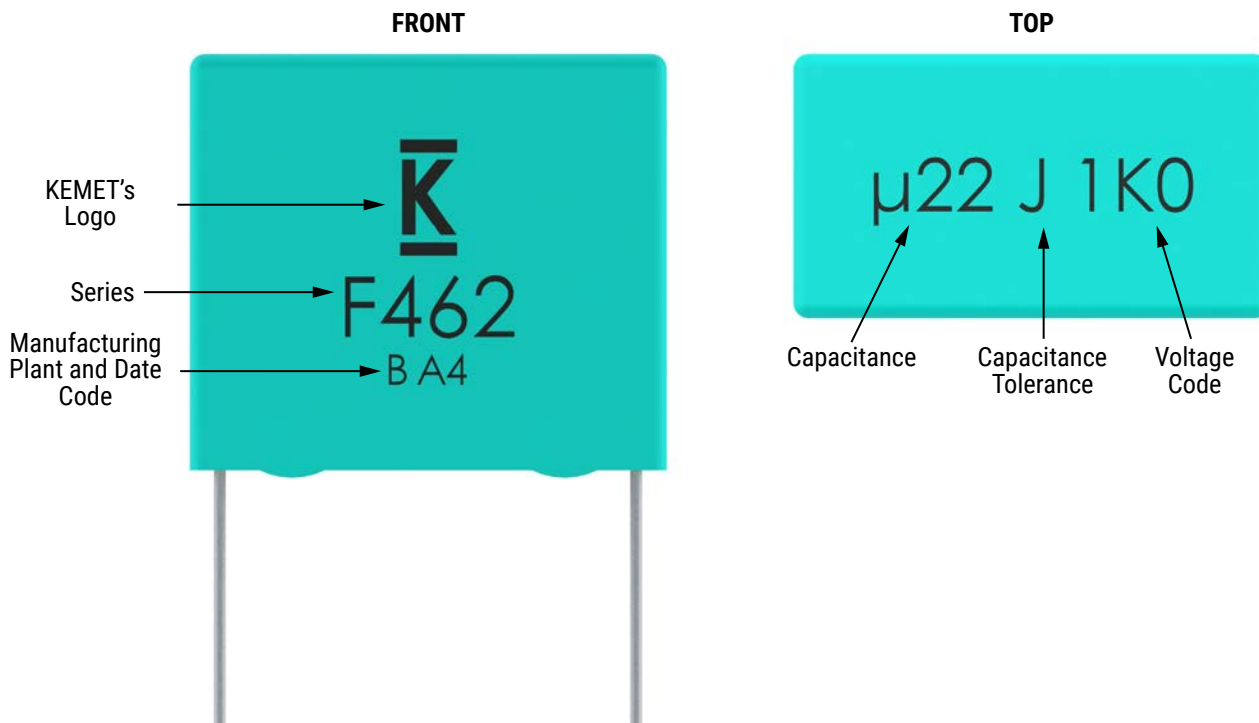 FRONT
K
F462
B A4
KEMET's
Logo
Series
Manufacturing
Plant and Date
Code
TOP
µ22 J 1K0
Capacitance
Capacitance
Tolerance
Voltage
Code